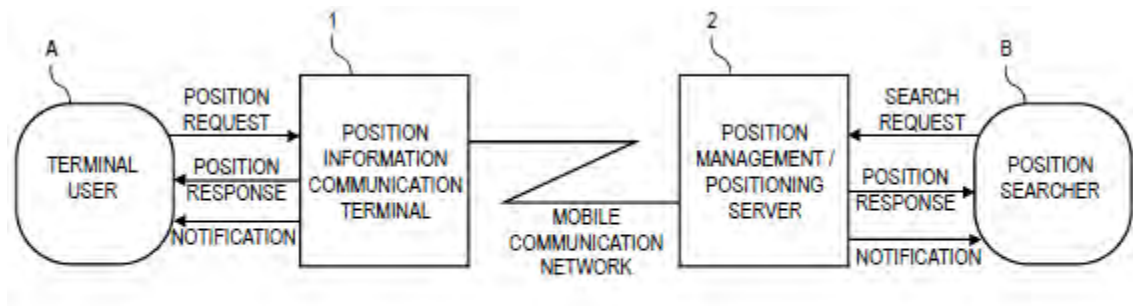 A
1
2
B
POSITION
REQUEST
TERMINAL
USER
POSITION
RESPONSE
NOTIFICATION
POSITION
INFORMATION
COMMUNICATION
TERMINAL
MOBILE
COMMUNICATION
NETWORK
POSITION
MANAGEMENT /
POSITIONING
SERVER
SEARCH
REQUEST
POSITION
RESPONSE
NOTIFICATION
POSITION
SEARCHER